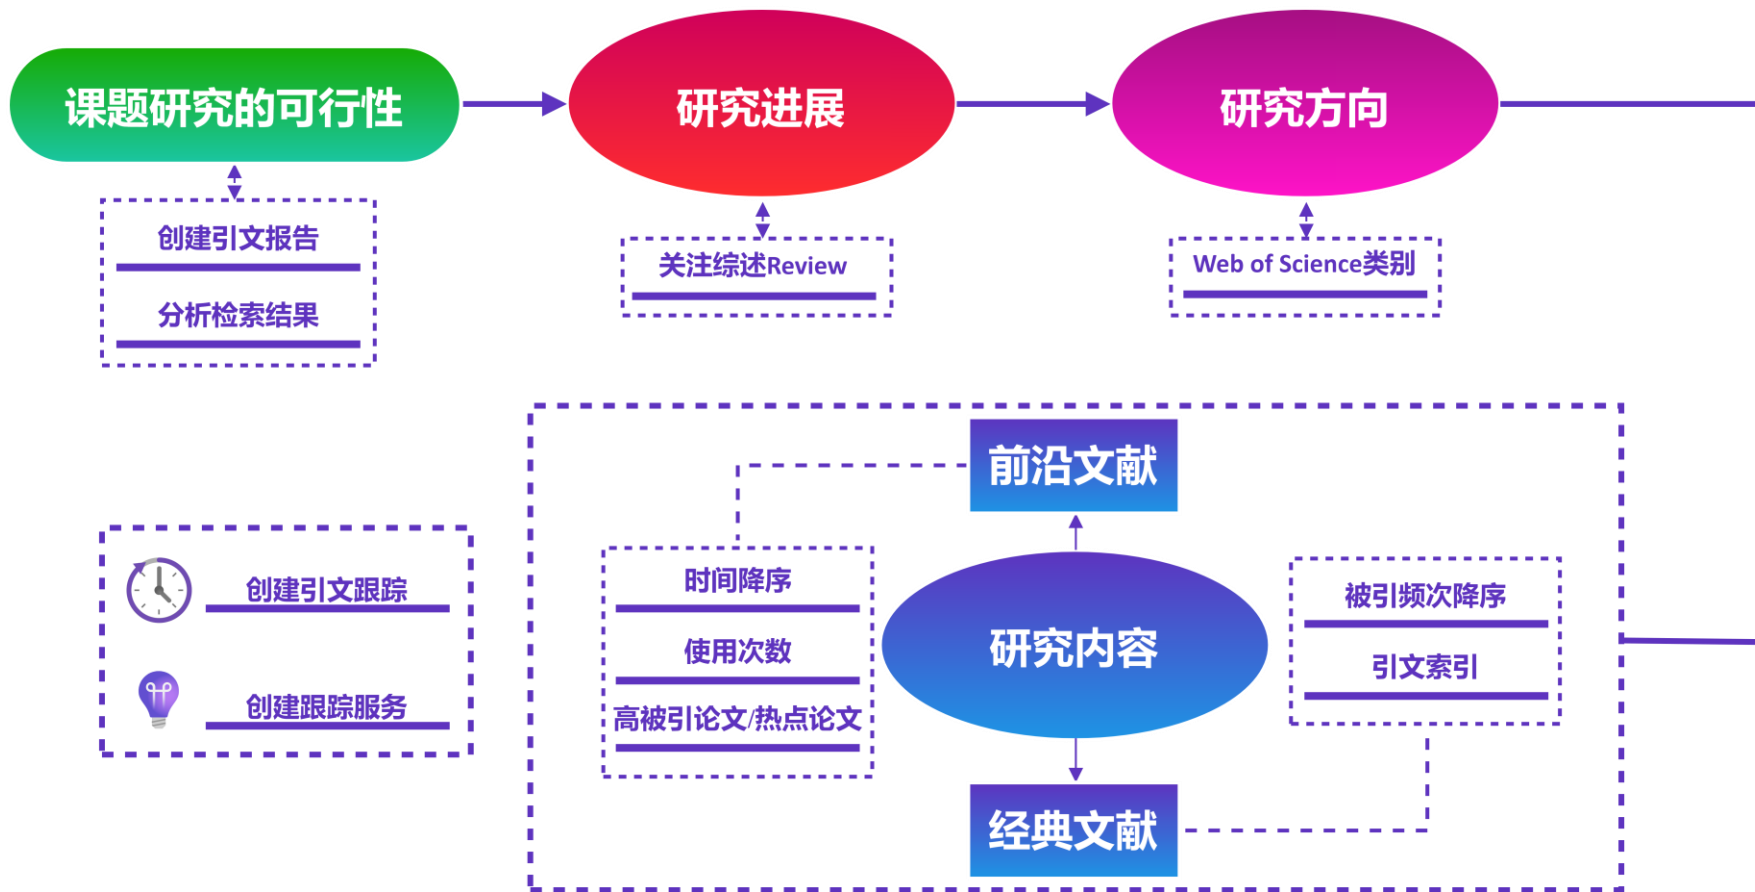 课题研究的可行性
研究进展
研究方向
创建引文报告
分析检索结果
关注综述Review
Web of Science类别
前沿文献
时间降序
使用次数
高被引论文/热点论文
研究内容
被引频次降序
引文索引
经典文献
创建引文跟踪
创建跟踪服务